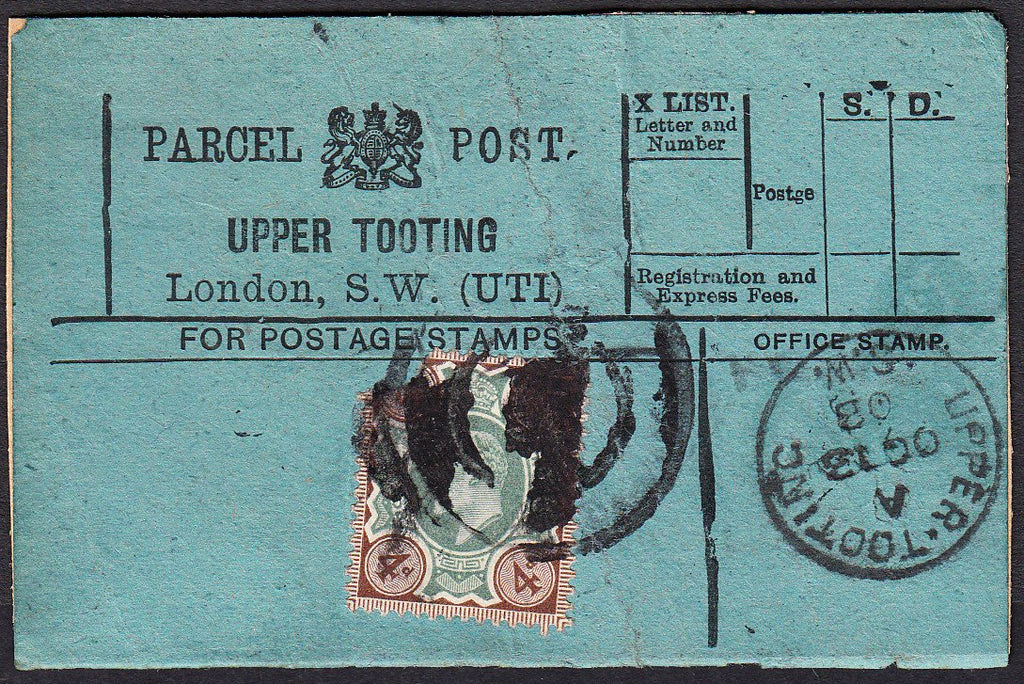 PARCEL POST.
UPPER TOOTING
London, S.W. (UTI)
X LIST.
Letter and
Number
Postge
S. D.
Registration and
Express Fees.
FOR POSTAGE STAMPS
OFFICE STAMP.
4D
4D
UPPER·TOOTING
S.W.
A
OC 13
03